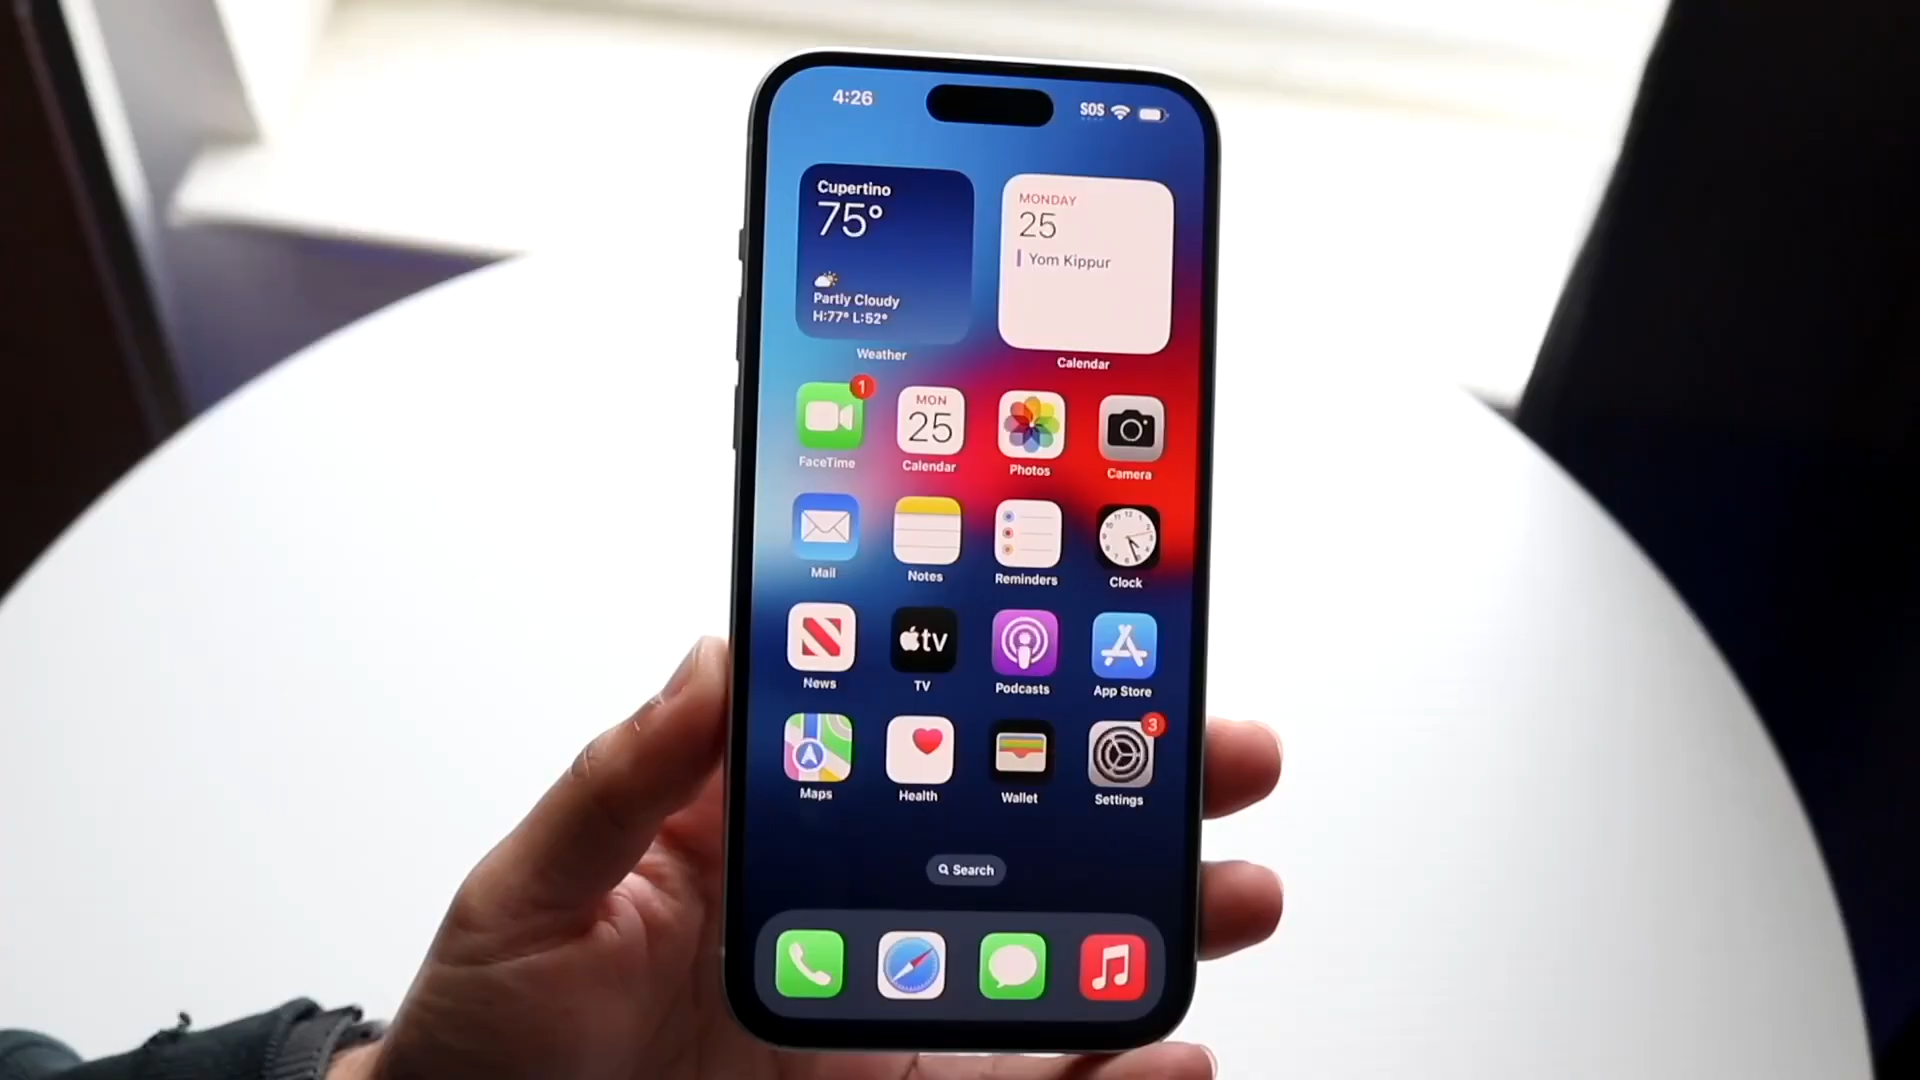 4:26
SOS
Cupertino
75°
Partly Cloudy
H:77° L:52°
Weather
MONDAY
25
Yom Kippur
Calendar
1
MON
25
FaceTime
Calendar
Photos
Camera
Mail
Notes
Reminders
Clock
News
tv
TV
Podcasts
App Store
3
Maps
Health
Wallet
Settings
Search